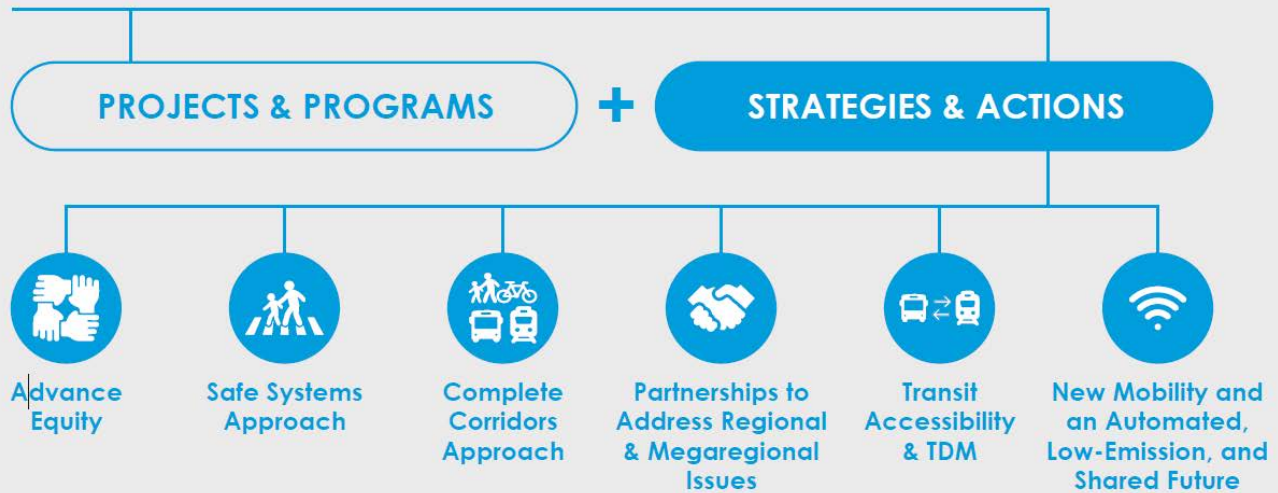 PROJECTS & PROGRAMS + STRATEGIES & ACTIONS
Advance
Equity
Safe Systems
Approach
Complete
Corridors
Approach
Partnerships to
Address Regional
& Megaregional
Issues
Transit
Accessibility
& TDM
New Mobility and
an Automated,
Low-Emission, and
Shared Future